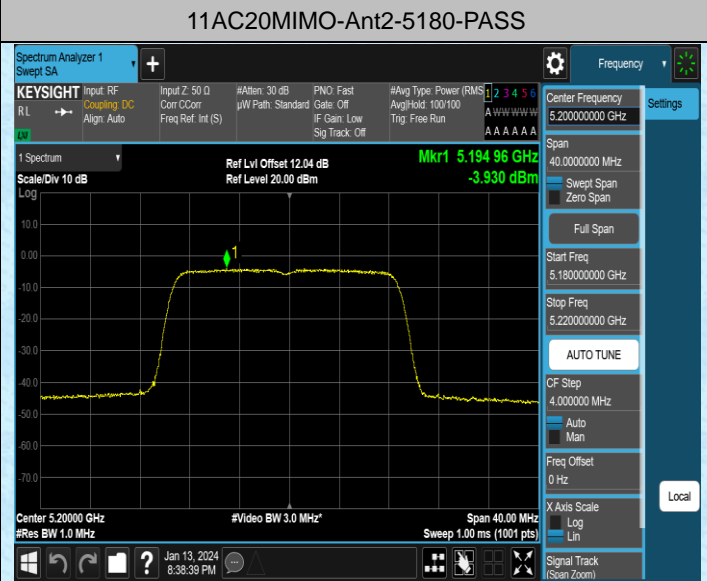 11AC20MIMO-Ant2-5180-PASS
Spectrum Analyzer 1
Swept SA
+
Frequency
KEYSIGHT
RL
Input: RF
Coupling: DC
Align: Auto
Input Z: 50 Ω
Corr CCorr
Freq Ref: Int (S)
#Atten: 30 dB
µW Path: Standard
PNO: Fast
Gate: Off
IF Gain: Low
Sig Track: Off
#Avg Type: Power (RMS
Avg|Hold: 100/100
Trig: Free Run
1 2 3 4 5 6
A W W W W W
A A A A A A
Center Frequency
5.200000000 GHz
Settings
Span
40.0000000 MHz
Swept Span
Zero Span
Full Span
Start Freq
5.180000000 GHz
Stop Freq
5.220000000 GHz
AUTO TUNE
CF Step
4.000000 MHz
Auto
Man
Freq Offset
0 Hz
X Axis Scale
Log
Lin
Local
Signal Track
(Span Zoom)
1 Spectrum
Scale/Div 10 dB
Log
Ref Lvl Offset 12.04 dB
Ref Level 20.00 dBm
Mkr1 5.194 96 GHz
-3.930 dBm
10.0
0.00
-10.0
-20.0
-30.0
-40.0
-50.0
-60.0
-70.0
1
Center 5.20000 GHz
#Res BW 1.0 MHz
#Video BW 3.0 MHz*
Span 40.00 MHz
Sweep 1.00 ms (1001 pts)
?
Jan 13, 2024
8:38:39 PM